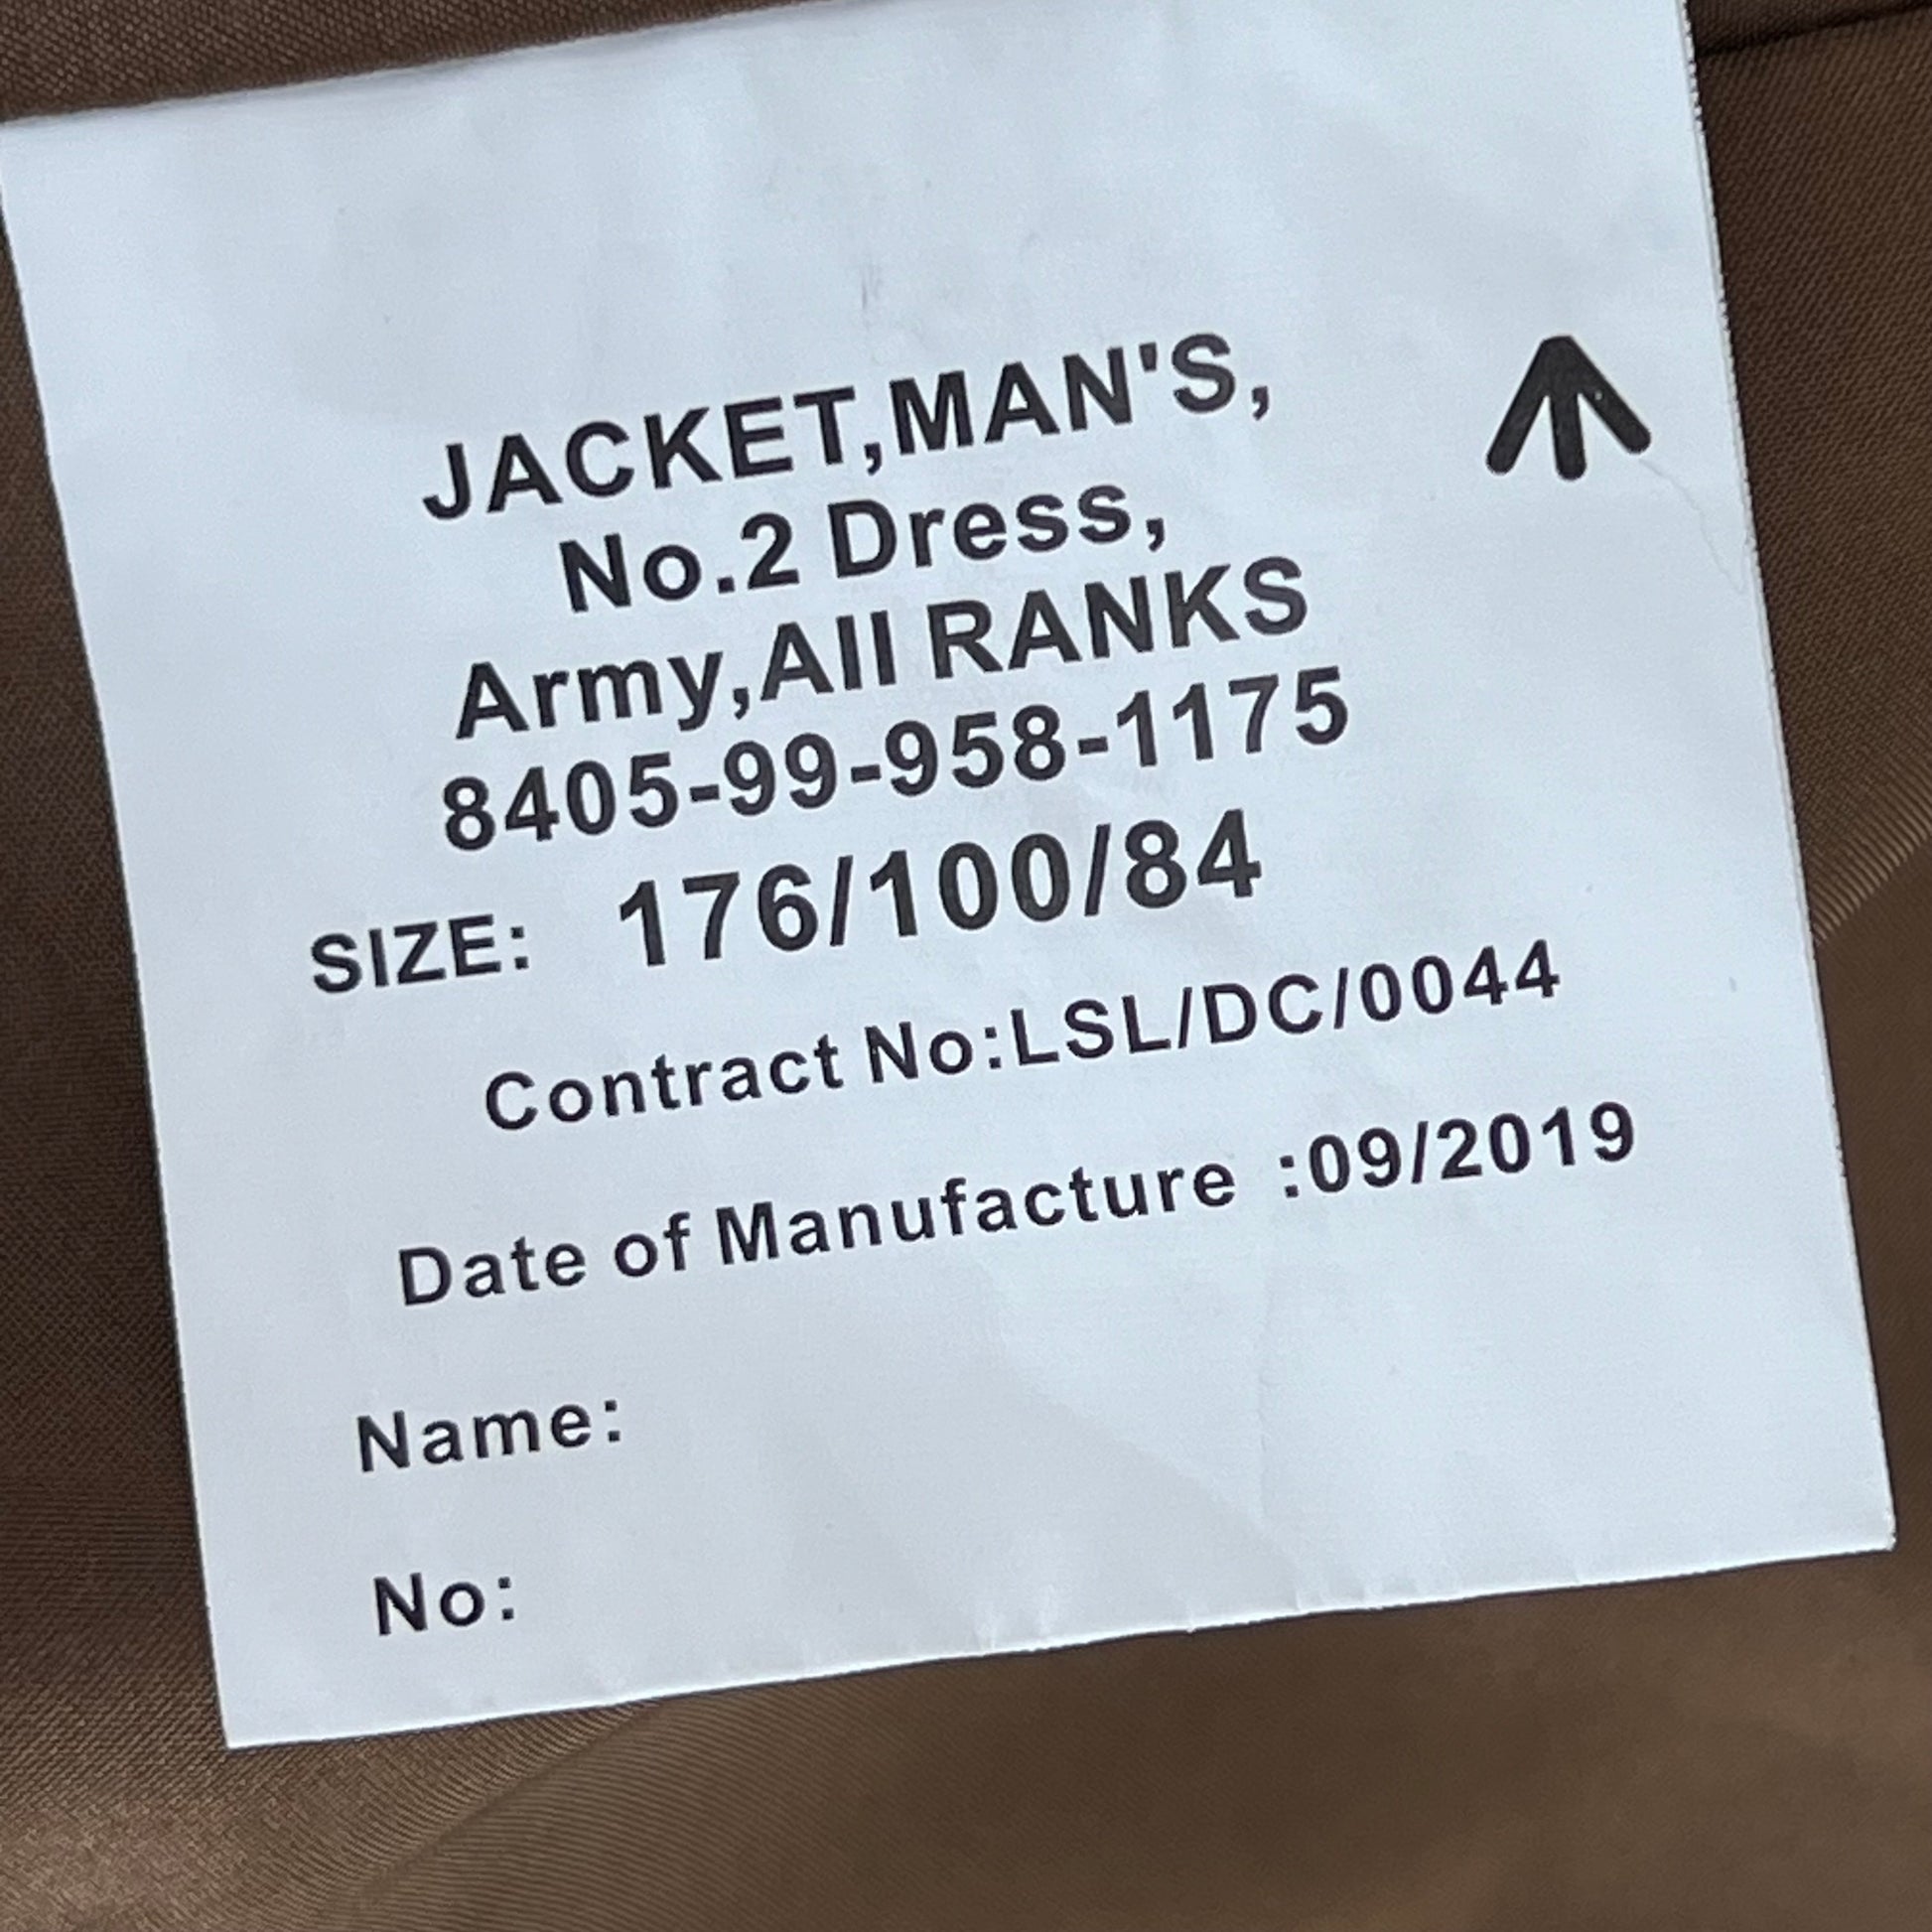 JACKET,MAN'S,
No.2 Dress,
Army,All RANKS
8405-99-958-1175
SIZE: 176/100/84
Contract No:LSL/DC/0044
Date of Manufacture :09/2019
Name:
No: